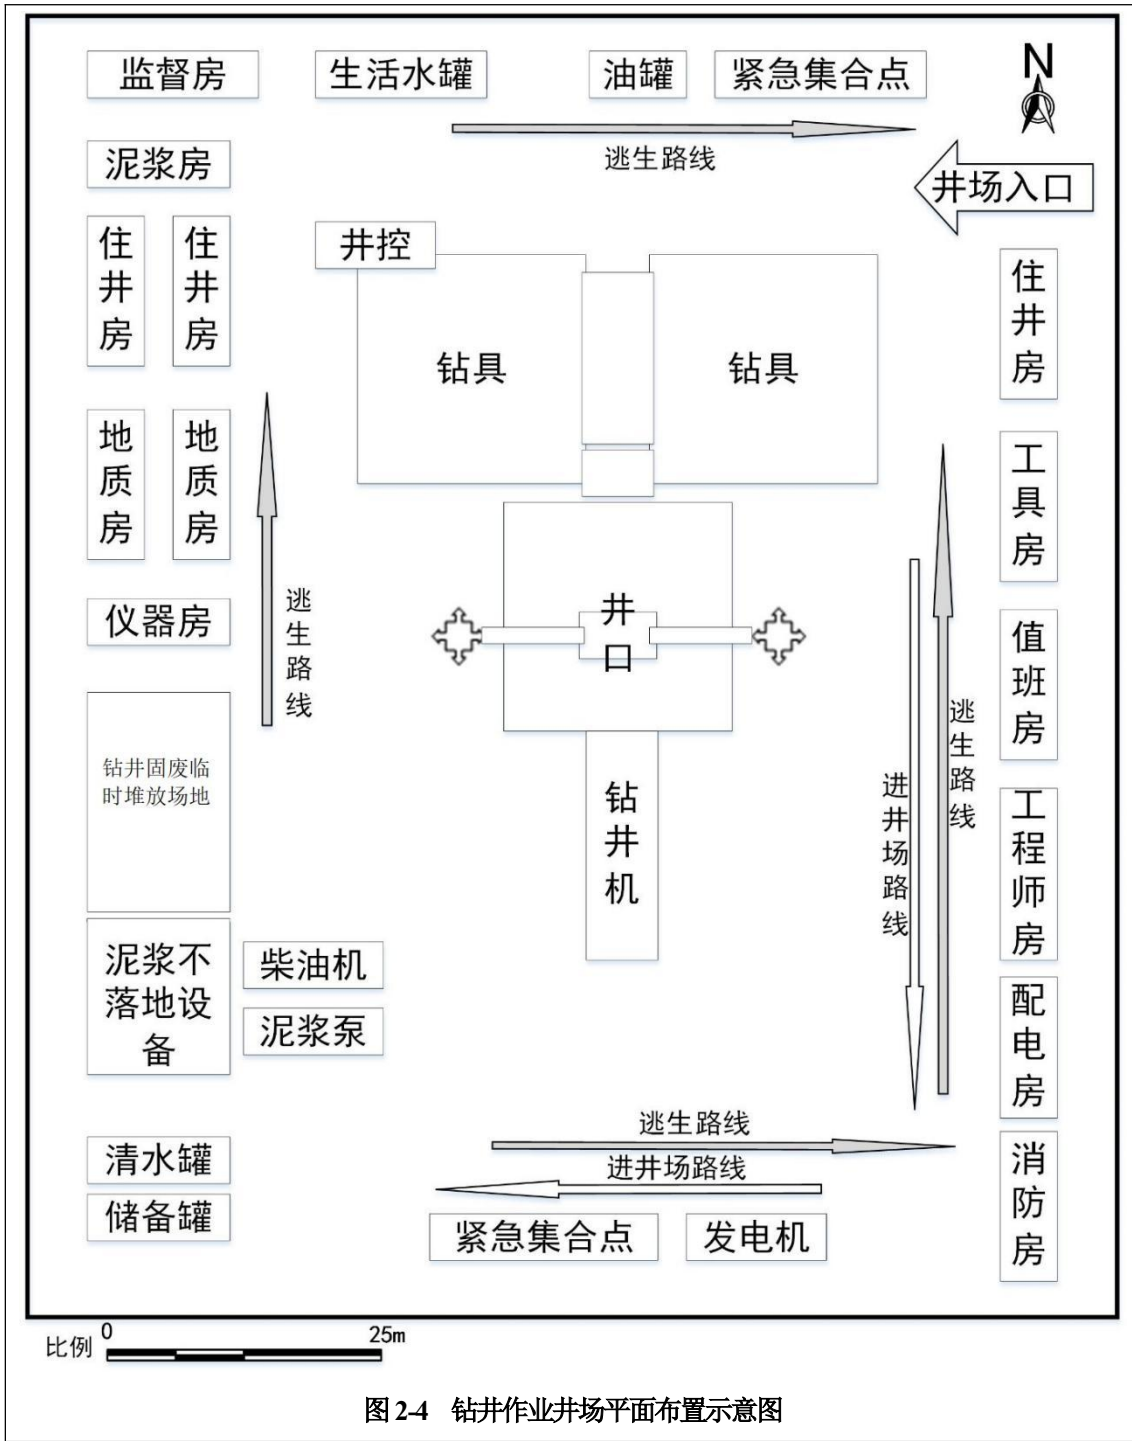 监督房
生活水罐
油罐
紧急集合点
N
逃生路线
泥浆房
井场入口
住井房
住井房
井控
住井房
钻具
钻具
地质房
地质房
工具房
逃生路线
仪器房
井口
值班房
逃生路线
进井场路线
钻井固废临
时堆放场地
钻井机
工程师房
泥浆不
落地设
备
柴油机
泥浆泵
配电房
逃生路线
进井场路线
清水罐
储备罐
紧急集合点
发电机
消防房
比例
0
25m
图 2-4 钻井作业井场平面布置示意图